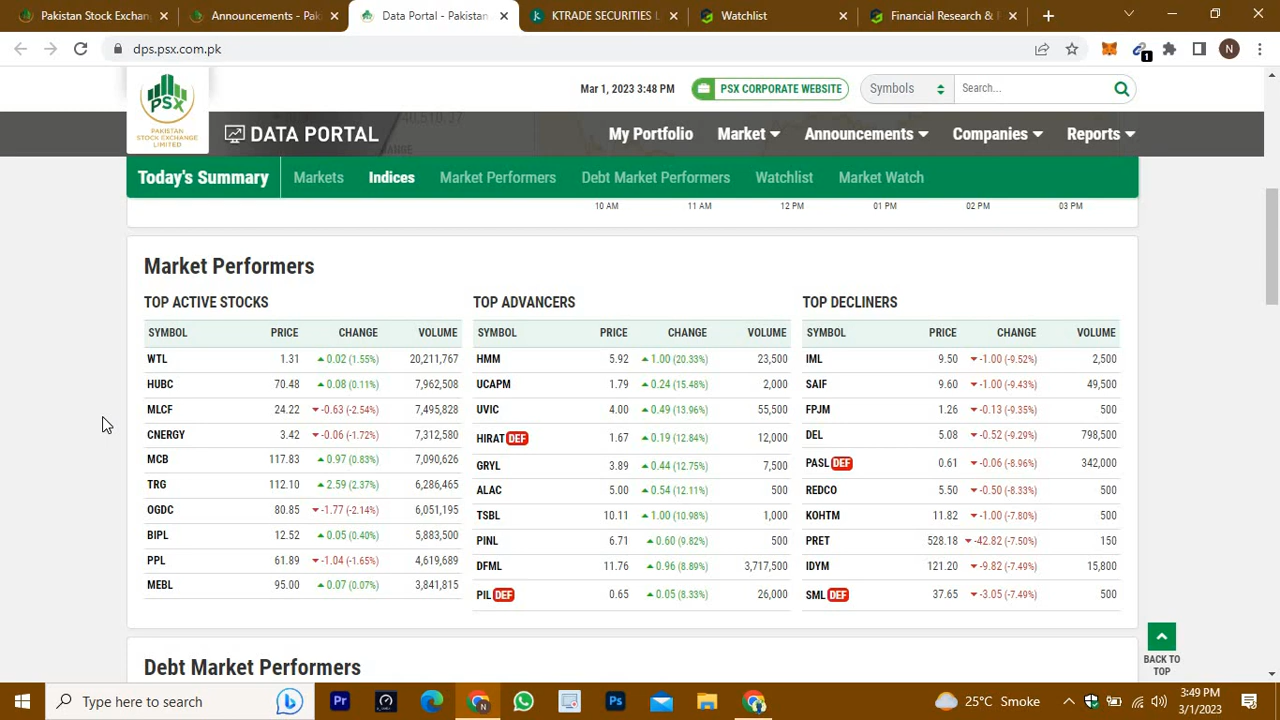 Pakistan Stock Exchan
Announcements - Pak
Data Portal - Pakistan
KTRADE SECURITIES L
Watchlist
Financial Research &
dps.psx.com.pk
1
N
PSX
PAKISTAN
STOCK EXCHANGE
LIMITED
Mar 1, 2023 3:48 PM
PSX CORPORATE WEBSITE
Symbols
Search...
DATA PORTAL
My Portfolio Market Announcements Companies Reports
Today's Summary Markets Indices Market Performers Debt Market Performers Watchlist Market Watch
10 AM 11 AM 12 PM 01 PM 02 PM 03 PM
Market Performers
TOP ACTIVE STOCKS
SYMBOL PRICE CHANGE VOLUME
WTL 1.31 0.02 (1.55%) 20,211,767
HUBC 70.48 0.08 (0.11%) 7,962,508
MLCF 24.22 -0.63 (-2.54%) 7,495,828
CNERGY 3.42 -0.06 (-1.72%) 7,312,580
MCB 117.83 0.97 (0.83%) 7,090,626
TRG 112.10 2.59 (2.37%) 6,286,465
OGDC 80.85 -1.77 (-2.14%) 6,051,195
BIPL 12.52 0.05 (0.40%) 5,883,500
PPL 61.89 -1.04 (-1.65%) 4,619,689
MEBL 95.00 0.07 (0.07%) 3,841,815
TOP ADVANCERS
SYMBOL PRICE CHANGE VOLUME
HMM 5.92 1.00 (20.33%) 23,500
UCAPM 1.79 0.24 (15.48%) 2,000
UVIC 4.00 0.49 (13.96%) 55,500
HIRAT DEF 1.67 0.19 (12.84%) 12,000
GRYL 3.89 0.44 (12.75%) 7,500
ALAC 5.00 0.54 (12.11%) 500
TSBL 10.11 1.00 (10.98%) 1,000
PINL 6.71 0.60 (9.82%) 500
DFML 11.76 0.96 (8.89%) 3,717,500
PIL DEF 0.65 0.05 (8.33%) 26,000
TOP DECLINERS
SYMBOL PRICE CHANGE VOLUME
IML 9.50 -1.00 (-9.52%) 2,500
SAIF 9.60 -1.00 (-9.43%) 49,500
FPJM 1.26 -0.13 (-9.35%) 500
DEL 5.08 -0.52 (-9.29%) 798,500
PASL DEF 0.61 -0.06 (-8.96%) 342,000
REDCO 5.50 -0.50 (-8.33%) 500
KOHTM 11.82 -1.00 (-7.80%) 500
PRET 528.18 -42.82 (-7.50%) 150
IDYM 121.20 -9.82 (-7.49%) 15,800
SML DEF 37.65 -3.05 (-7.49%) 500
BACK TO
TOP
Debt Market Performers
Type here to search
Pr
Ps
N
25°C Smoke
3:49 PM
3/1/2023